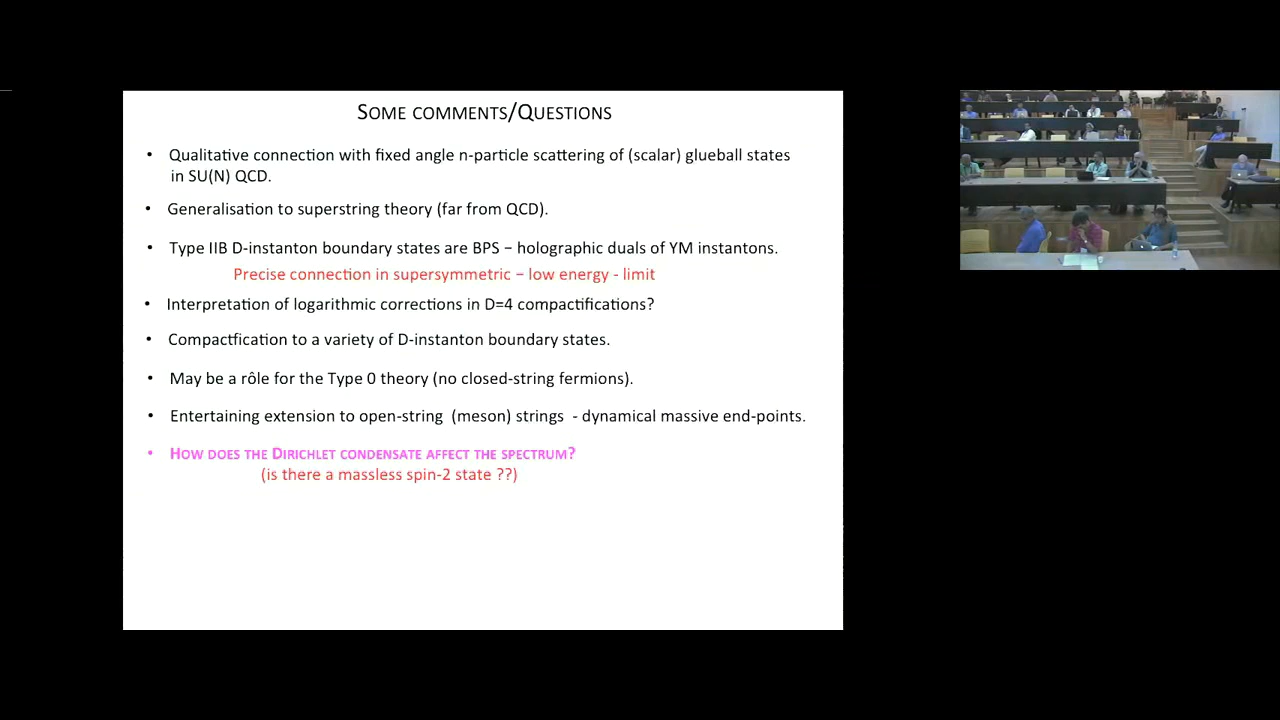 SOME COMMENTS/QUESTIONS
• Qualitative connection with fixed angle n-particle scattering of (scalar) glueball states
in SU(N) QCD.
• Generalisation to superstring theory (far from QCD).
• Type IIB D-instanton boundary states are BPS – holographic duals of YM instantons.
Precise connection in supersymmetric – low energy - limit
• Interpretation of logarithmic corrections in D=4 compactifications?
• Compactfication to a variety of D-instanton boundary states.
• May be a rôle for the Type 0 theory (no closed-string fermions).
• Entertaining extension to open-string (meson) strings - dynamical massive end-points.
• HOW DOES THE DIRICHLET CONDENSATE AFFECT THE SPECTRUM?
(is there a massless spin-2 state ??)